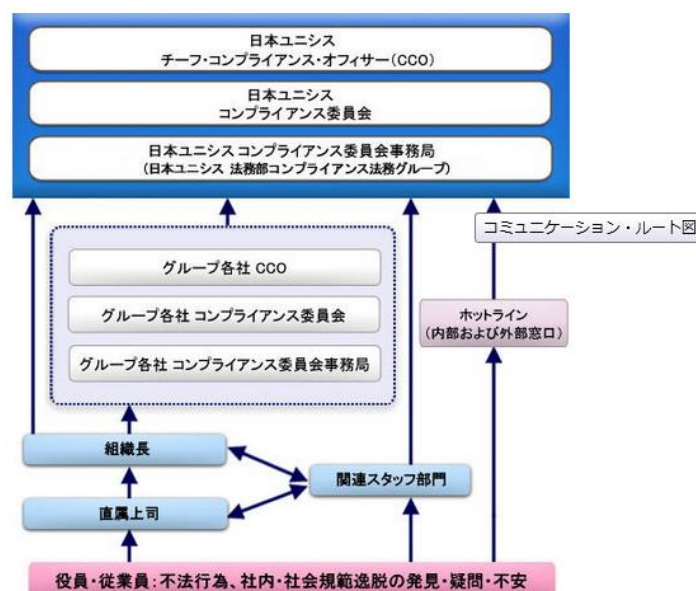 日本ユニシス
チーフ・コンプライアンス・オフィサー(CCO)
日本ユニシス
コンプライアンス委員会
日本ユニシス コンプライアンス委員会事務局
(日本ユニシス 法務部コンプライアンス法務グループ)
コミュニケーション・ルート図
グループ各社 CCO
グループ各社 コンプライアンス委員会
グループ各社 コンプライアンス委員会事務局
ホットライン
(内部および外部窓口)
組織長
関連スタッフ部門
直属上司
役員・従業員:不法行為、社内・社会規範逸脱の発見・疑問・不安